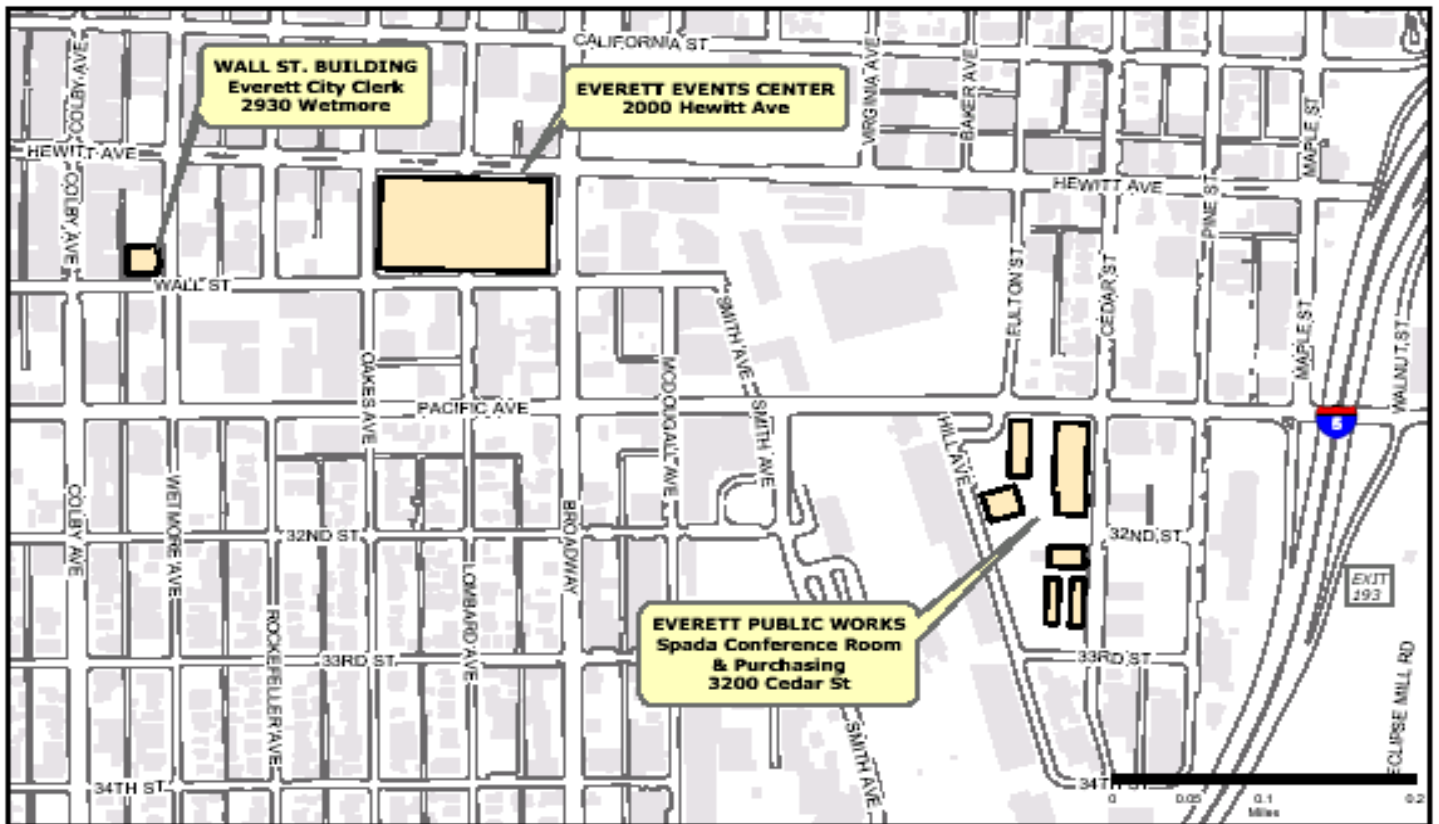 CALIFORNIA ST
COLBY AVE
COLBY AVE
VIRGINIA AVE
BAKER AVE
WALL ST. BUILDING
Everett City Clerk
2930 Wetmore
EVERETT EVENTS CENTER
2000 Hewitt Ave
MAPLE ST
HEWITT AVE
HEWITT AVE
PINE ST
COLBY AVE
WALL ST
FULTON ST
CEDAR ST
SMITH AVE
MAPLE ST
WALNUT ST
OAKES AVE
MCDOUGALL AVE
PACIFIC AVE
SMITH AVE
HILL AVE
5
COLBY AVE
WETMORE AVE
BROADWAY
32ND ST
32ND ST
LOMBARD AVE
EXIT
193
EVERETT PUBLIC WORKS
Spada Conference Room
& Purchasing
3200 Cedar St
ROCKEFELLER AVE
33RD ST
33RD ST
ECLIPSE MILL RD
SMITH AVE
34TH ST
34TH ST
0
0.05
0.1
0.2
Miles